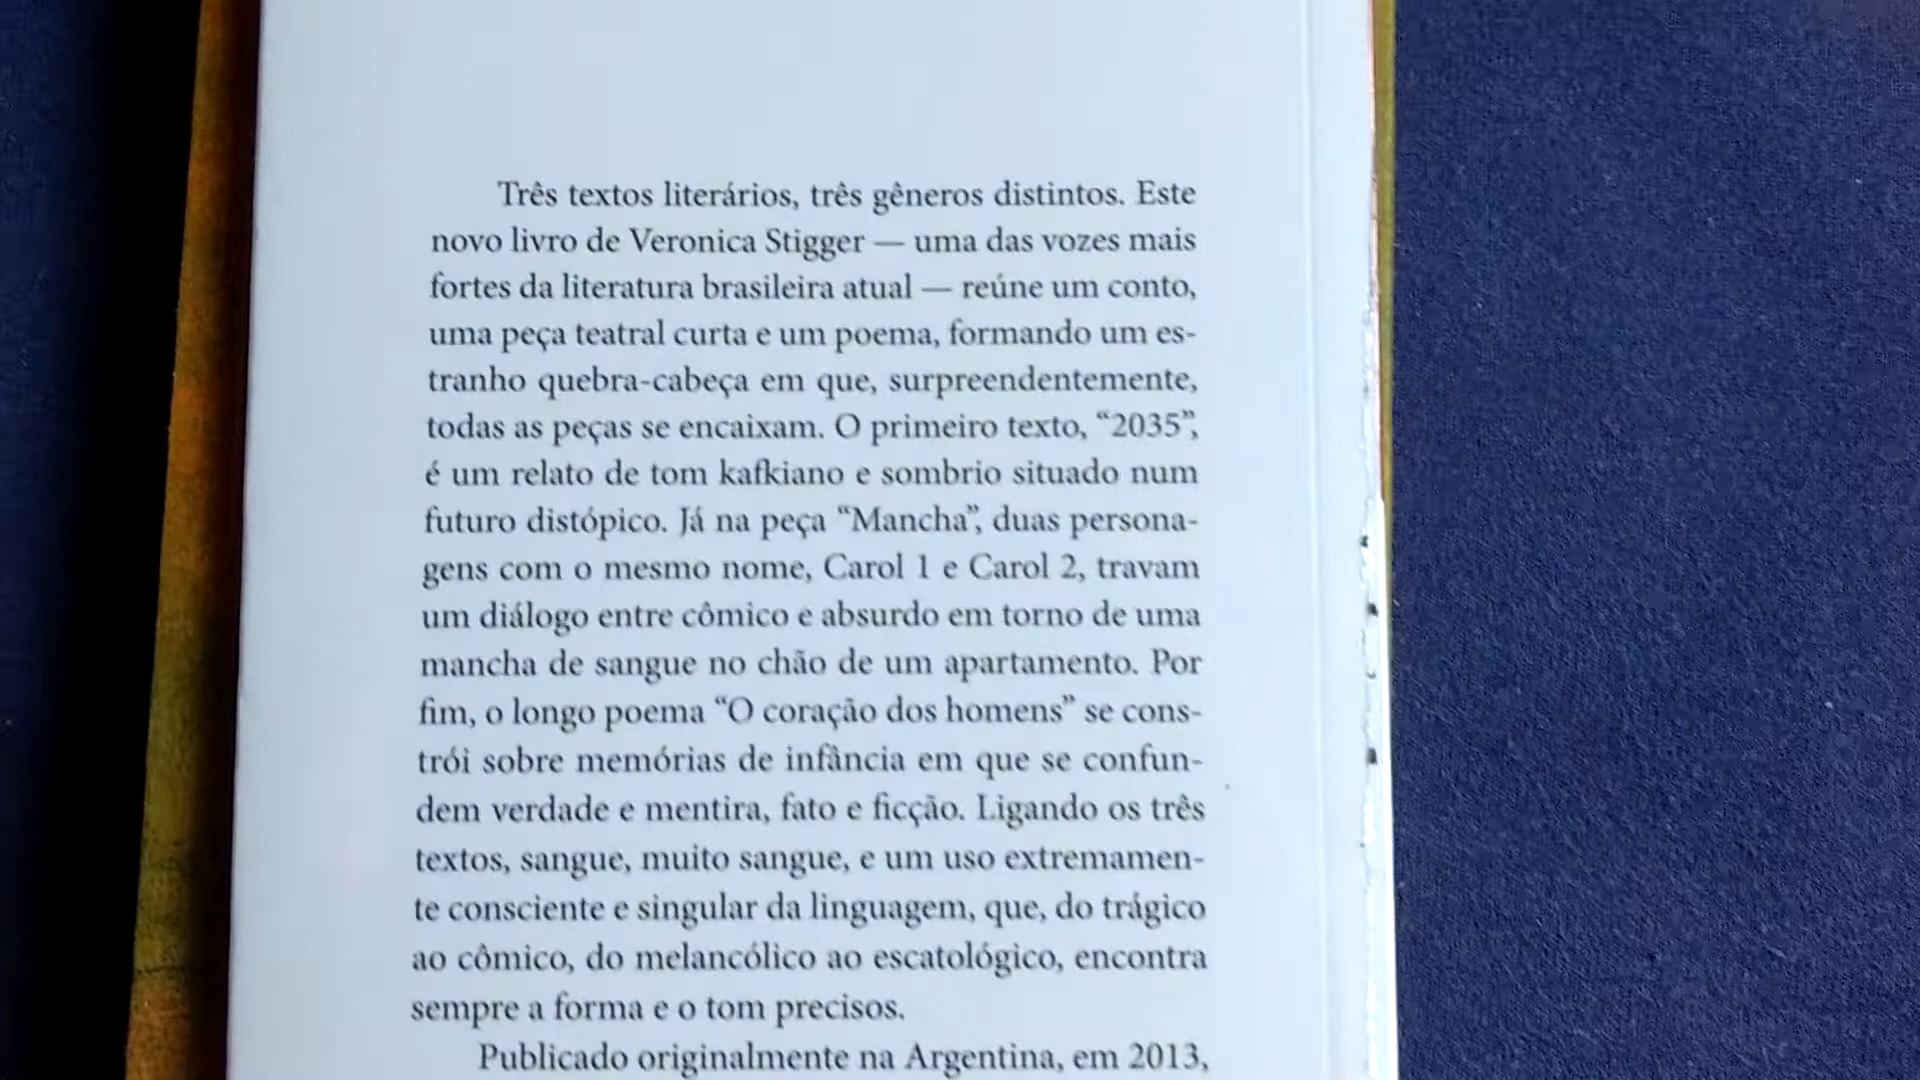 Três textos literários, três gêneros distintos. Este
novo livro de Veronica Stigger — uma das vozes mais
fortes da literatura brasileira atual — reúne um conto,
uma peça teatral curta e um poema, formando um es-
tranho quebra-cabeça em que, surpreendentemente,
todas as peças se encaixam. O primeiro texto, “2035”,
é um relato de tom kafkiano e sombrio situado num
futuro distópico. Já na peça “Mancha”, duas persona-
gens com o mesmo nome, Carol 1 e Carol 2, travam
um diálogo entre cômico e absurdo em torno de uma
mancha de sangue no chão de um apartamento. Por
fim, o longo poema “O coração dos homens” se cons-
trói sobre memórias de infância em que se confun-
dem verdade e mentira, fato e ficção. Ligando os três
textos, sangue, muito sangue, e um uso extremamen-
te consciente e singular da linguagem, que, do trágico
ao cômico, do melancólico ao escatológico, encontra
sempre a forma e o tom precisos.
Publicado originalmente na Argentina, em 2013,